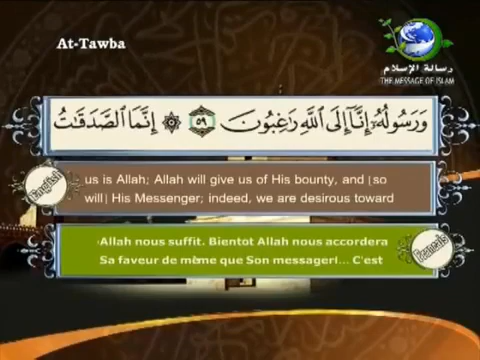 At-Tawba
رسالة الإسلام
THE MESSAGE OF ISLAM
وَرَسُولُهُۥٓ إِنَّآ إِلَى ٱللَّهِ رَٰغِبُونَ ٥٩ ۞ إِنَّمَا ٱلصَّدَقَٰتُ
English
us is Allah; Allah will give us of His bounty, and [so
will] His Messenger; indeed, we are desirous toward
Allah nous suffit. Bientot Allah nous accordera
Sa faveur de même que Son messager!... C'est
Français